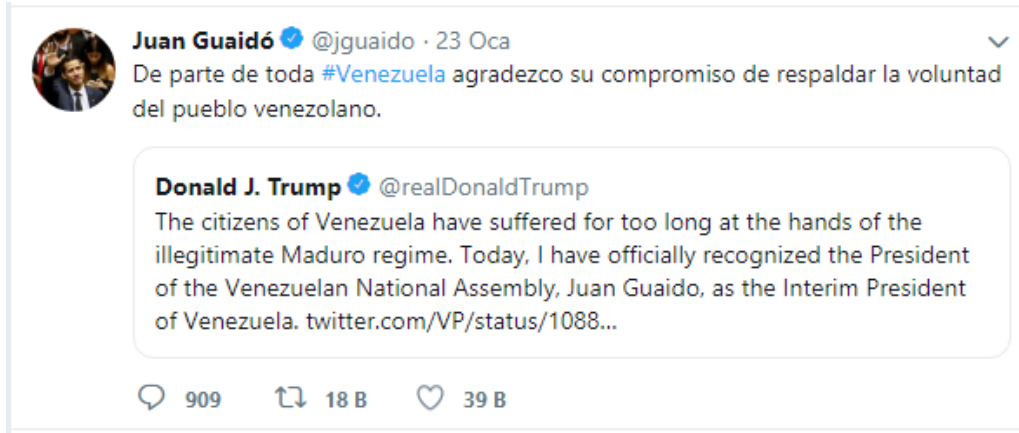 Juan Guaidó @jguaido · 23 Oca
De parte de toda #Venezuela agradezco su compromiso de respaldar la voluntad
del pueblo venezolano.
Donald J. Trump @realDonaldTrump
The citizens of Venezuela have suffered for too long at the hands of the
illegitimate Maduro regime. Today, I have officially recognized the President
of the Venezuelan National Assembly, Juan Guaido, as the Interim President
of Venezuela. twitter.com/VP/status/1088...
909 18 B 39 B